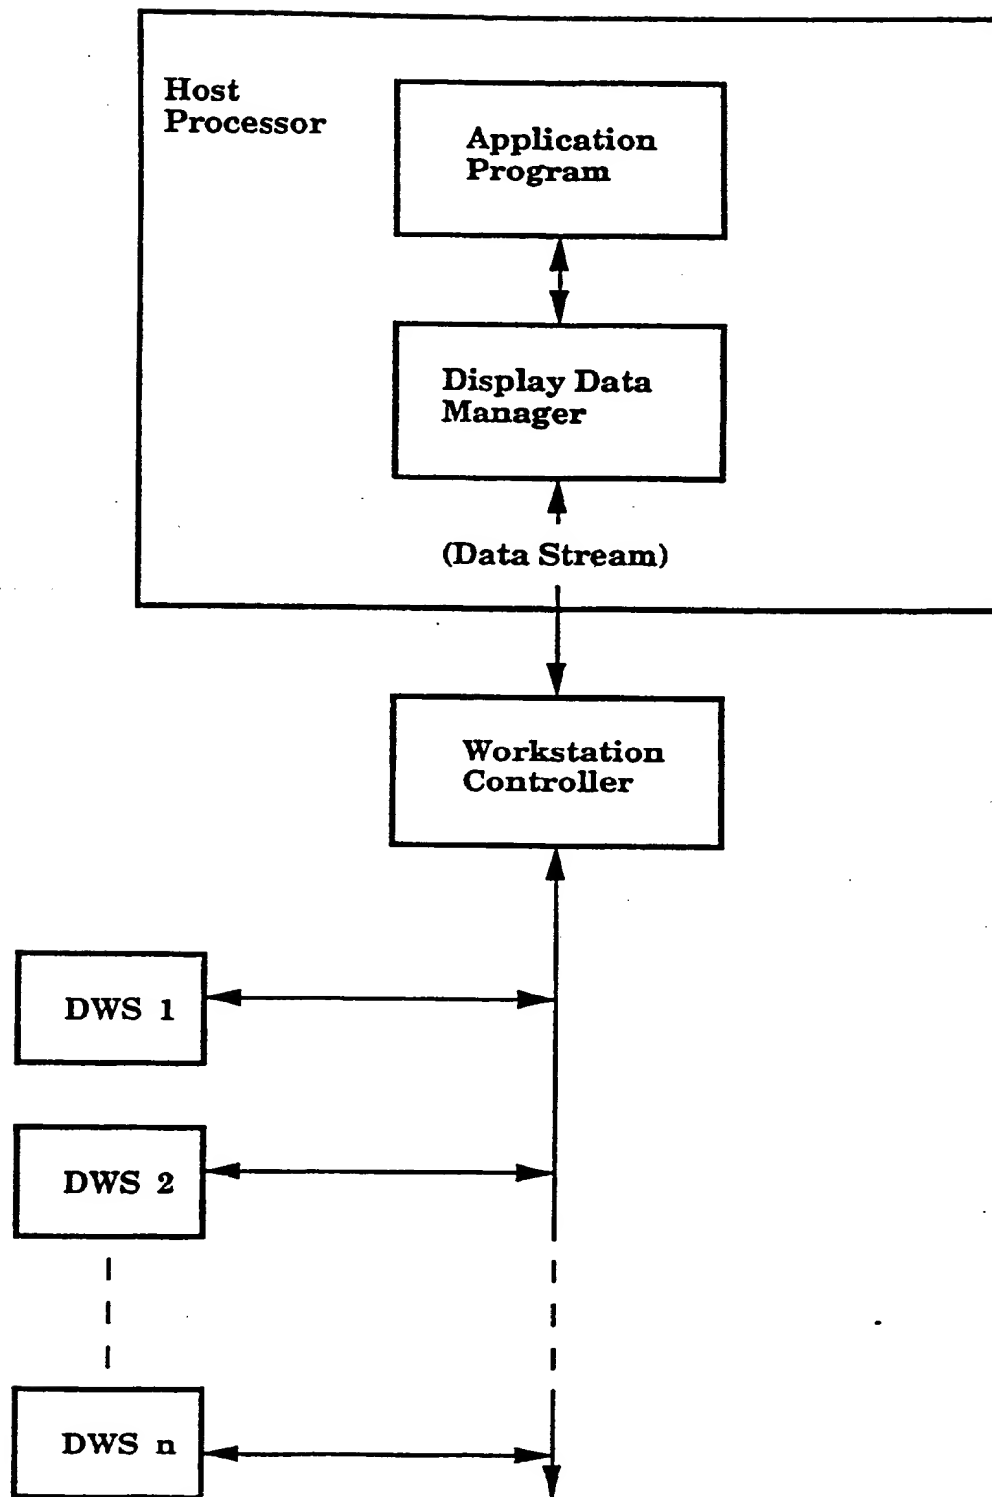 Host
Processor
Application
Program
Display Data
Manager
(Data Stream)
Workstation
Controller
DWS 1
DWS 2
DWS n